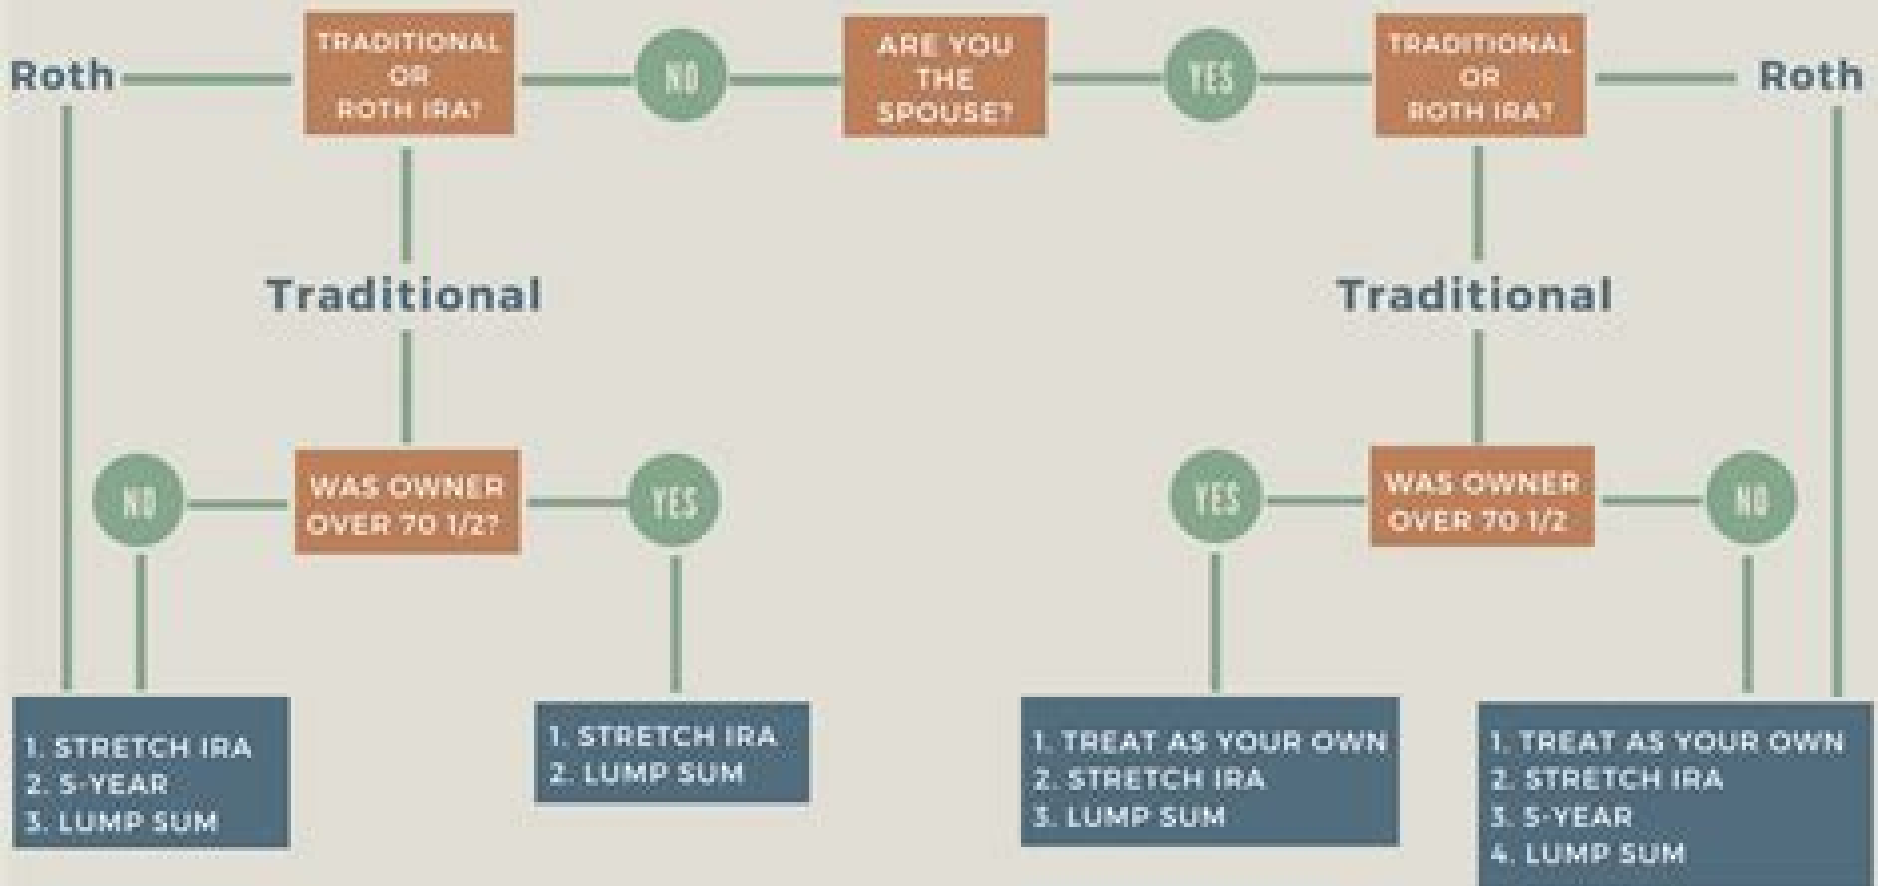 Roth
TRADITIONAL
OR
ROTH IRA?
NO
ARE YOU
THE
SPOUSE?
YES
TRADITIONAL
OR
ROTH IRA?
Roth
Traditional
Traditional
NO
WAS OWNER
OVER 70 1/2?
YES
YES
WAS OWNER
OVER 70 1/2
NO
1. STRETCH IRA
2. 5-YEAR
3. LUMP SUM
1. STRETCH IRA
2. LUMP SUM
1. TREAT AS YOUR OWN
2. STRETCH IRA
3. LUMP SUM
1. TREAT AS YOUR OWN
2. STRETCH IRA
3. 5-YEAR
4. LUMP SUM